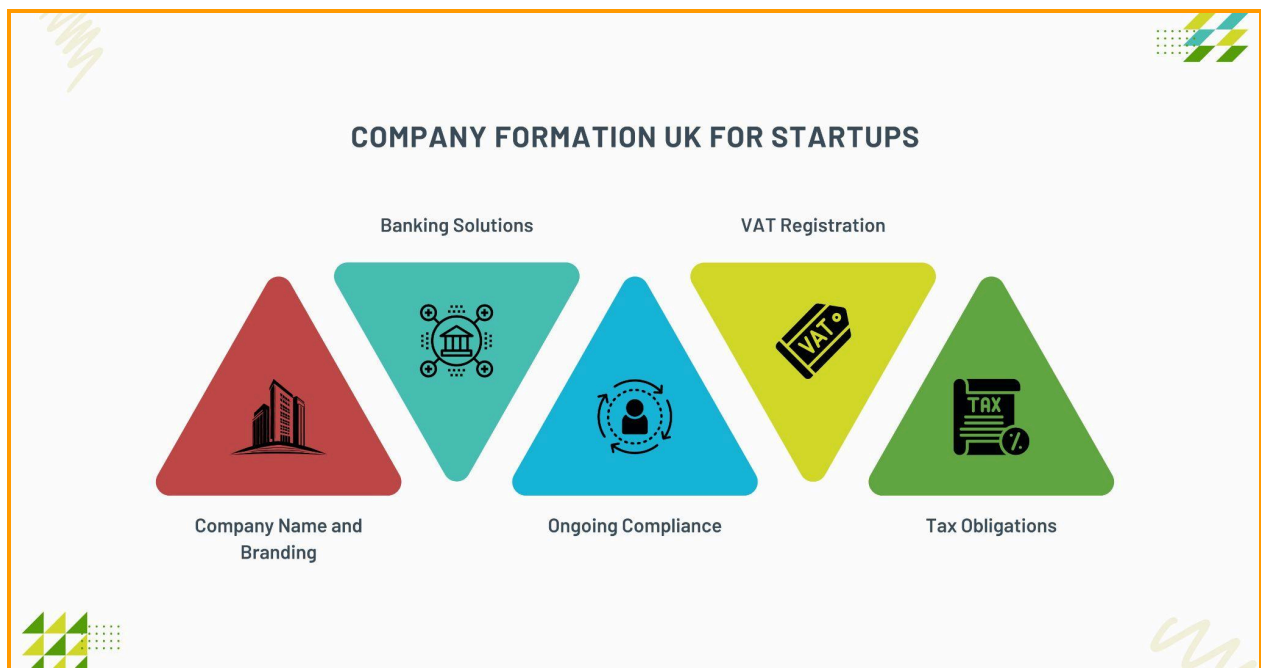 COMPANY FORMATION UK FOR STARTUPS
Banking Solutions
VAT Registration
VAT
TAX
%
Company Name and
Branding
Ongoing Compliance
Tax Obligations